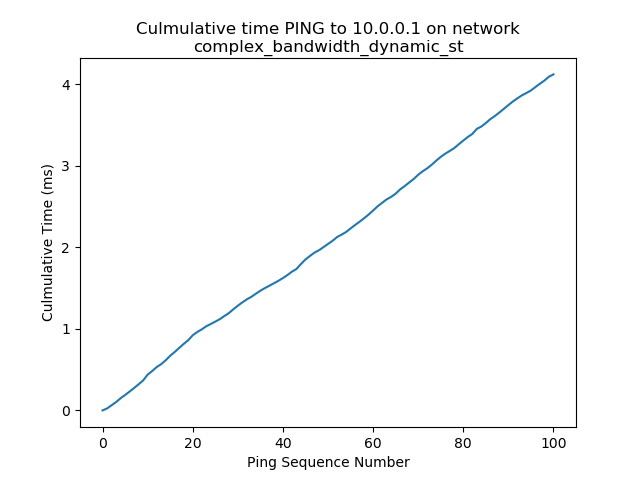 Culmulative time PING to 10.0.0.1 on network
complex_bandwidth_dynamic_st
4
3
2
1
0
Culmulative Time (ms)
0 20 40 60 80 100
Ping Sequence Number